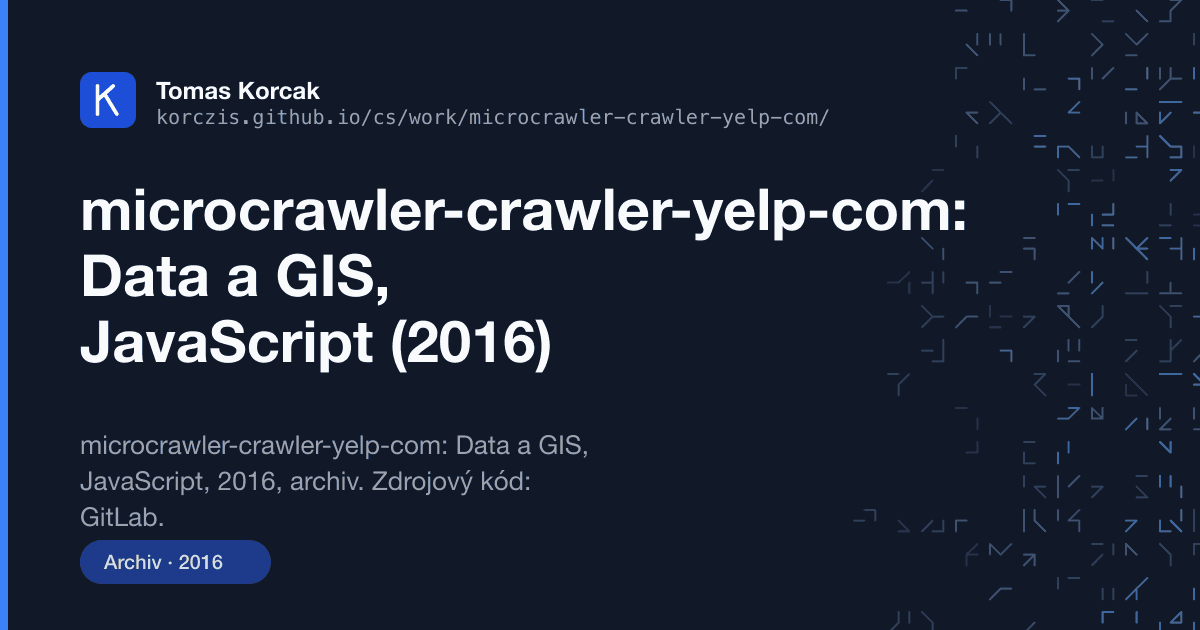 K
Tomas Korcak
korczis.github.io/cs/work/microcrawler-crawler-yelp-com/
microcrawler-crawler-yelp-com:
Data a GIS,
JavaScript (2016)
microcrawler-crawler-yelp-com: Data a GIS,
JavaScript, 2016, archiv. Zdrojový kód:
GitLab.
Archiv · 2016